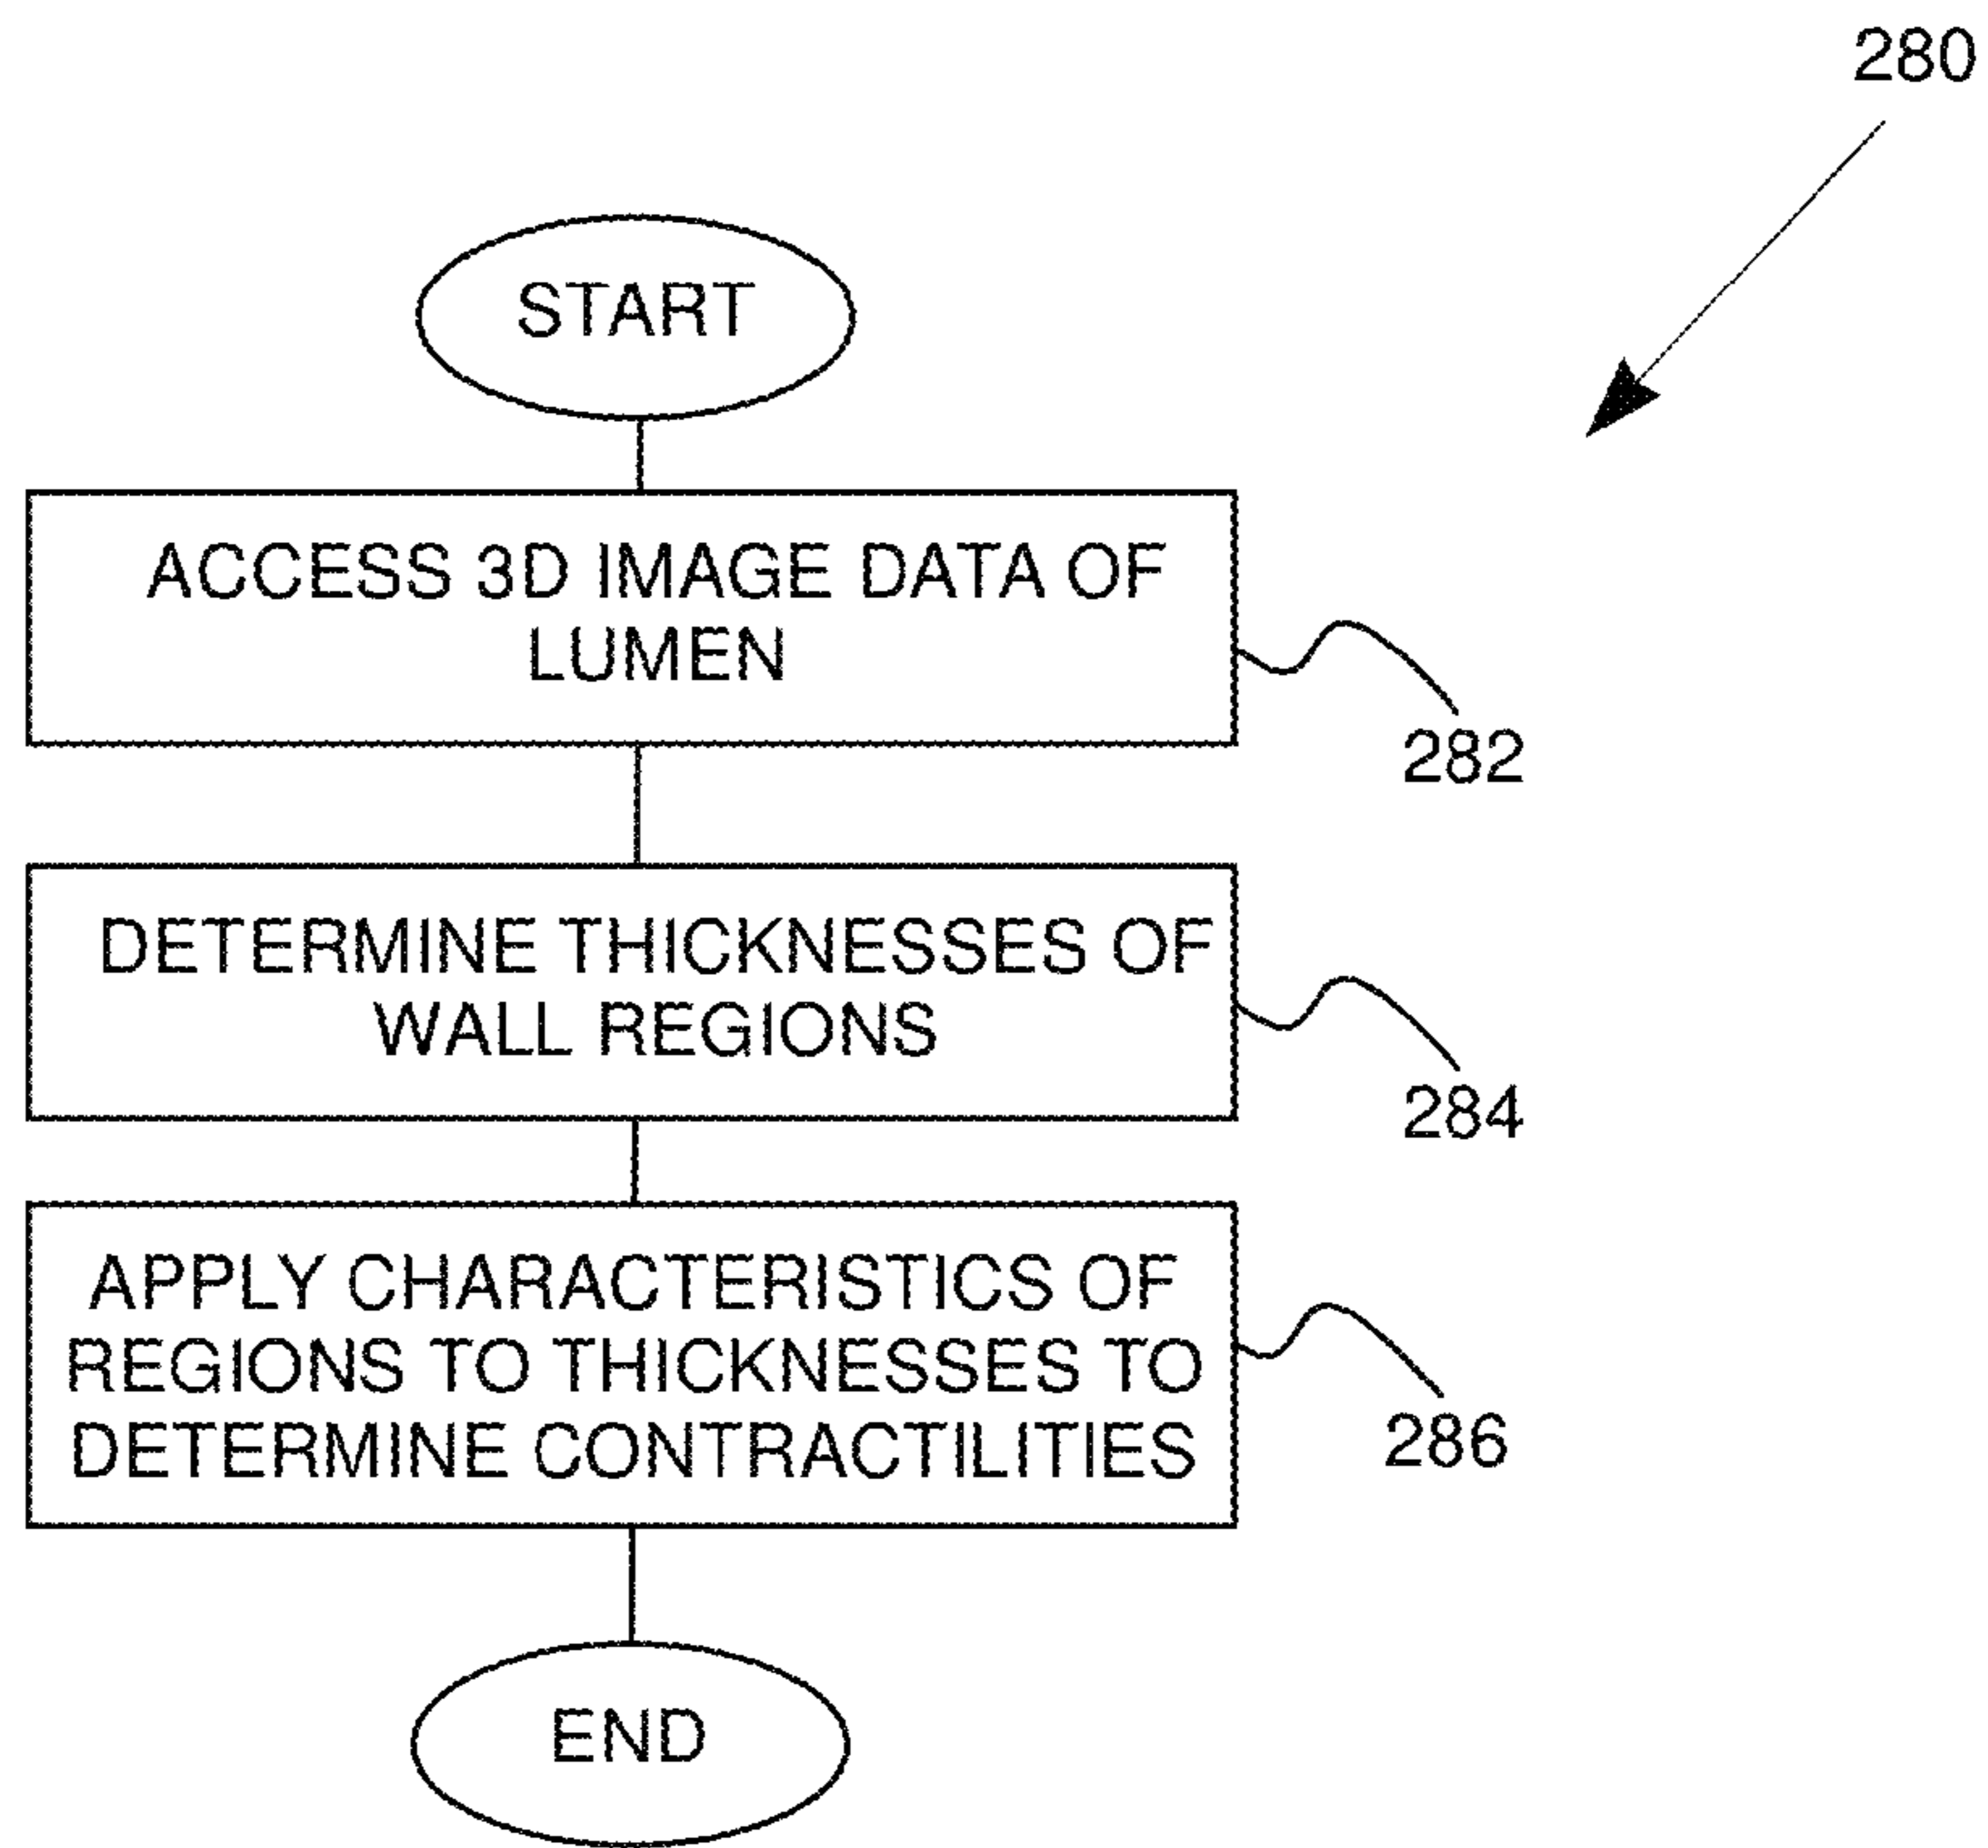 280
START
ACCESS 3D IMAGE DATA OF
LUMEN
282
DETERMINE THICKNESSES OF
WALL REGIONS
284
APPLY CHARACTERISTICS OF
REGIONS TO THICKNESSES TO
DETERMINE CONTRACTILITIES
286
END